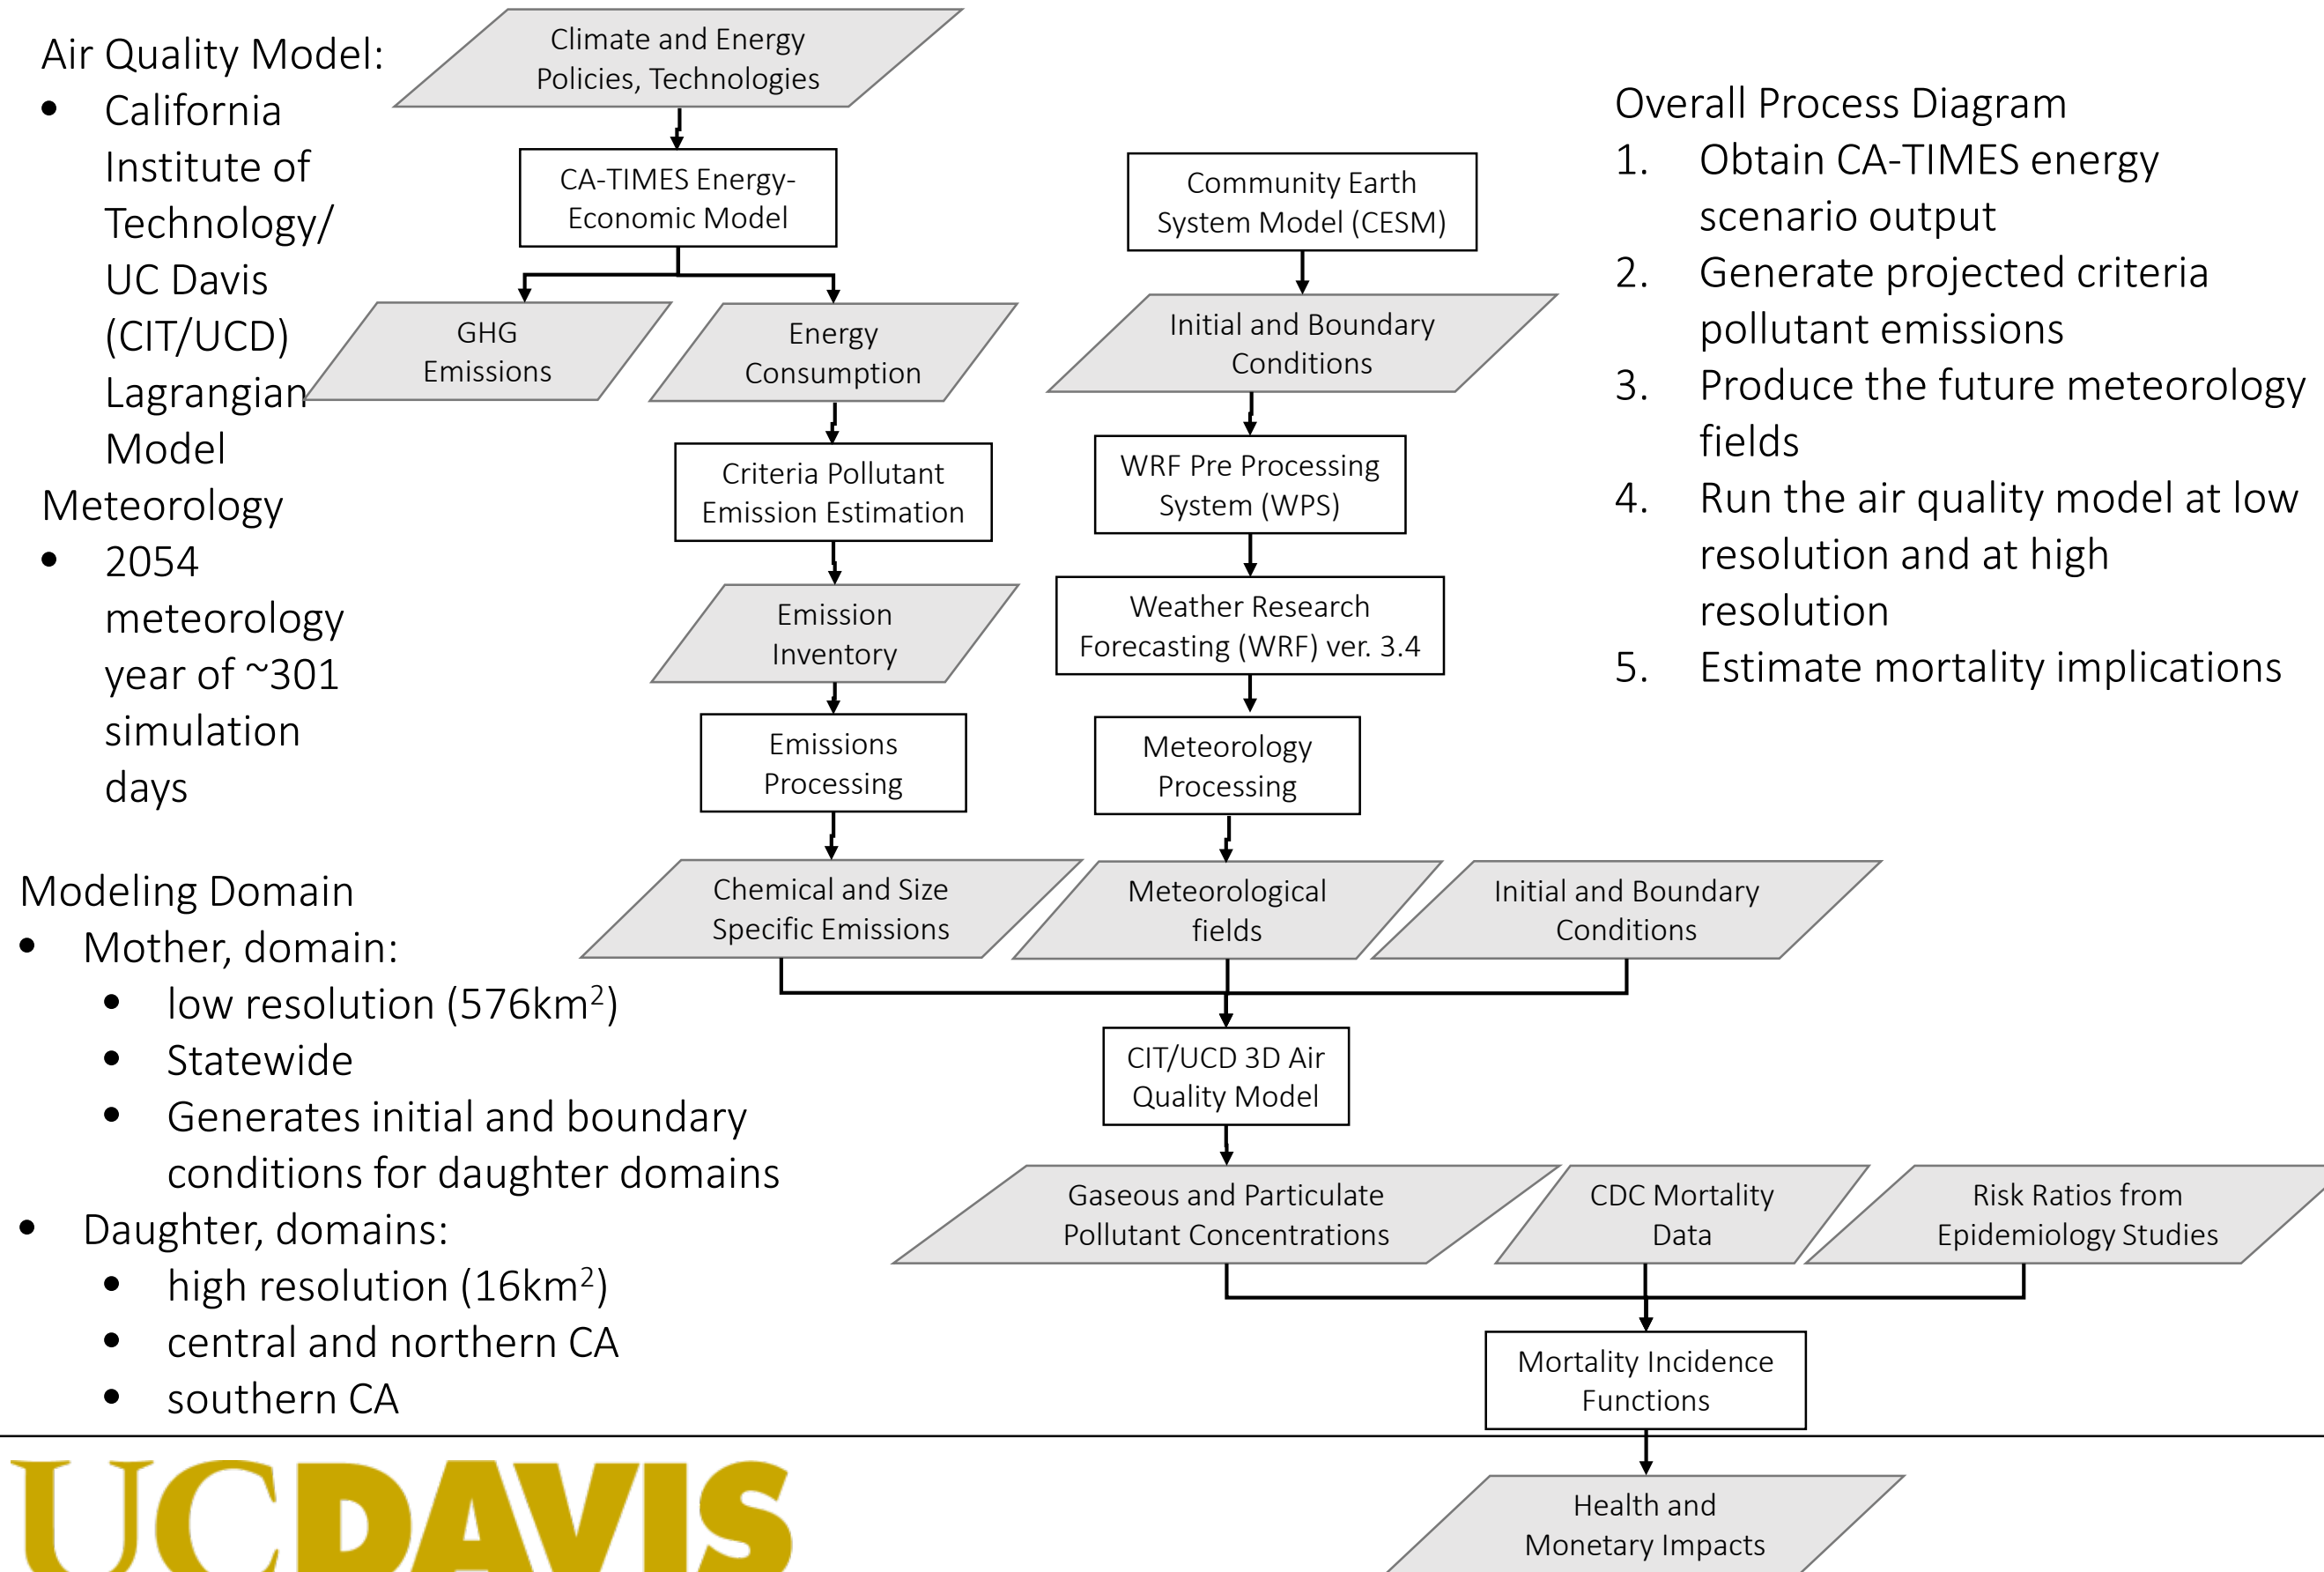 Air Quality Model:
• California
Institute of
Technology/
UC Davis
(CIT/UCD)
Lagrangian
Model
Meteorology
• 2054
meteorology
year of ~301
simulation
days
Modeling Domain
• Mother, domain:
• low resolution (576km²)
• Statewide
• Generates initial and boundary
conditions for daughter domains
• Daughter, domains:
• high resolution (16km²)
• central and northern CA
• southern CA
Climate and Energy
Policies, Technologies
CA-TIMES Energy-
Economic Model
GHG
Emissions
Energy
Consumption
Criteria Pollutant
Emission Estimation
Emission
Inventory
Emissions
Processing
Chemical and Size
Specific Emissions
Community Earth
System Model (CESM)
Initial and Boundary
Conditions
WRF Pre Processing
System (WPS)
Weather Research
Forecasting (WRF) ver. 3.4
Meteorology
Processing
Meteorological
fields
Initial and Boundary
Conditions
CIT/UCD 3D Air
Quality Model
Gaseous and Particulate
Pollutant Concentrations
CDC Mortality
Data
Risk Ratios from
Epidemiology Studies
Mortality Incidence
Functions
Health and
Monetary Impacts
Overall Process Diagram
1. Obtain CA-TIMES energy
scenario output
2. Generate projected criteria
pollutant emissions
3. Produce the future meteorology
fields
4. Run the air quality model at low
resolution and at high
resolution
5. Estimate mortality implications
UCDAVIS